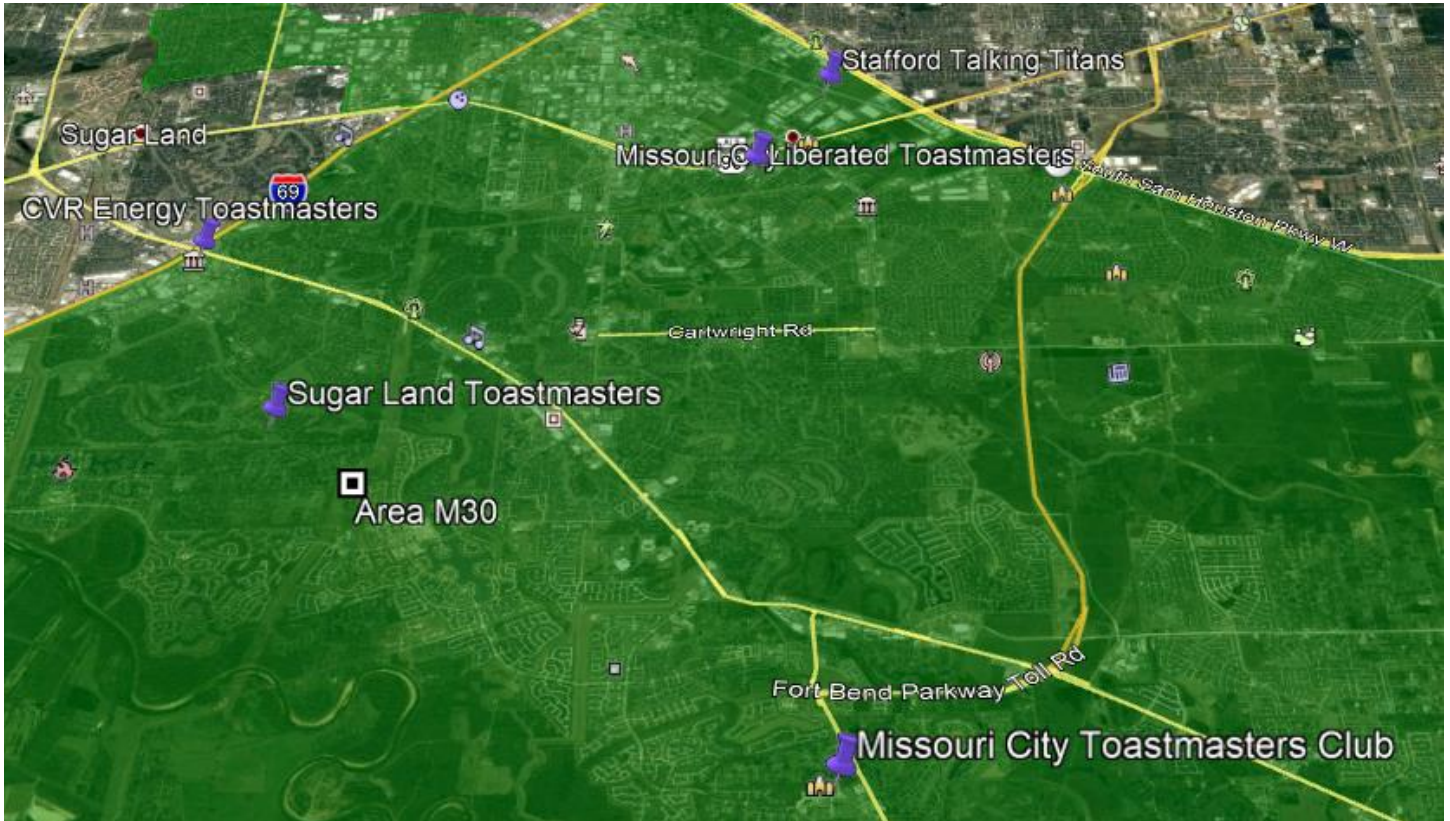 Stafford Talking Titans
Sugar Land
Liberated Toastmasters
Missouri
69
South Sam Houston Pkwy W
CVR Energy Toastmasters
Cartwright Rd
Sugar Land Toastmasters
Area M30
Fort Bend Parkway Toll Rd
Missouri City Toastmasters Club